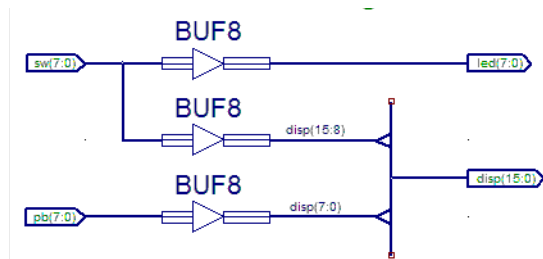 BUF8
sw(7:0)
led(7:0)
BUF8
disp(15:8)
disp(15:0)
BUF8
disp(7:0)
pb(7:0)